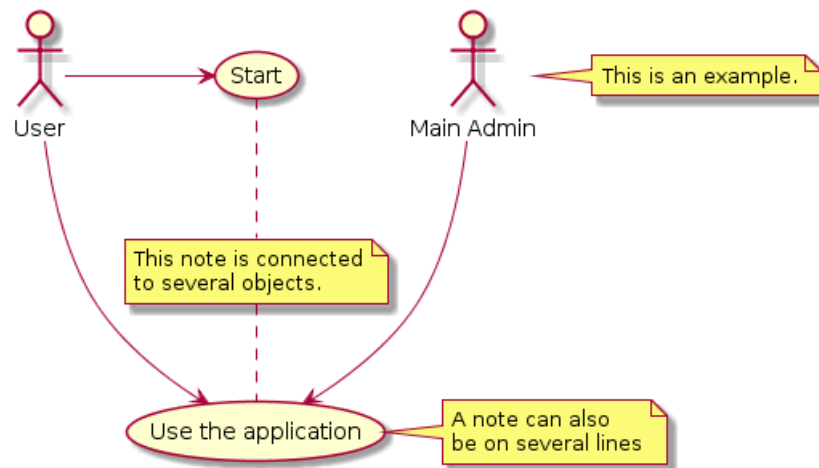 Start
This is an example.
User
Main Admin
This note is connected
to several objects.
Use the application
A note can also
be on several lines